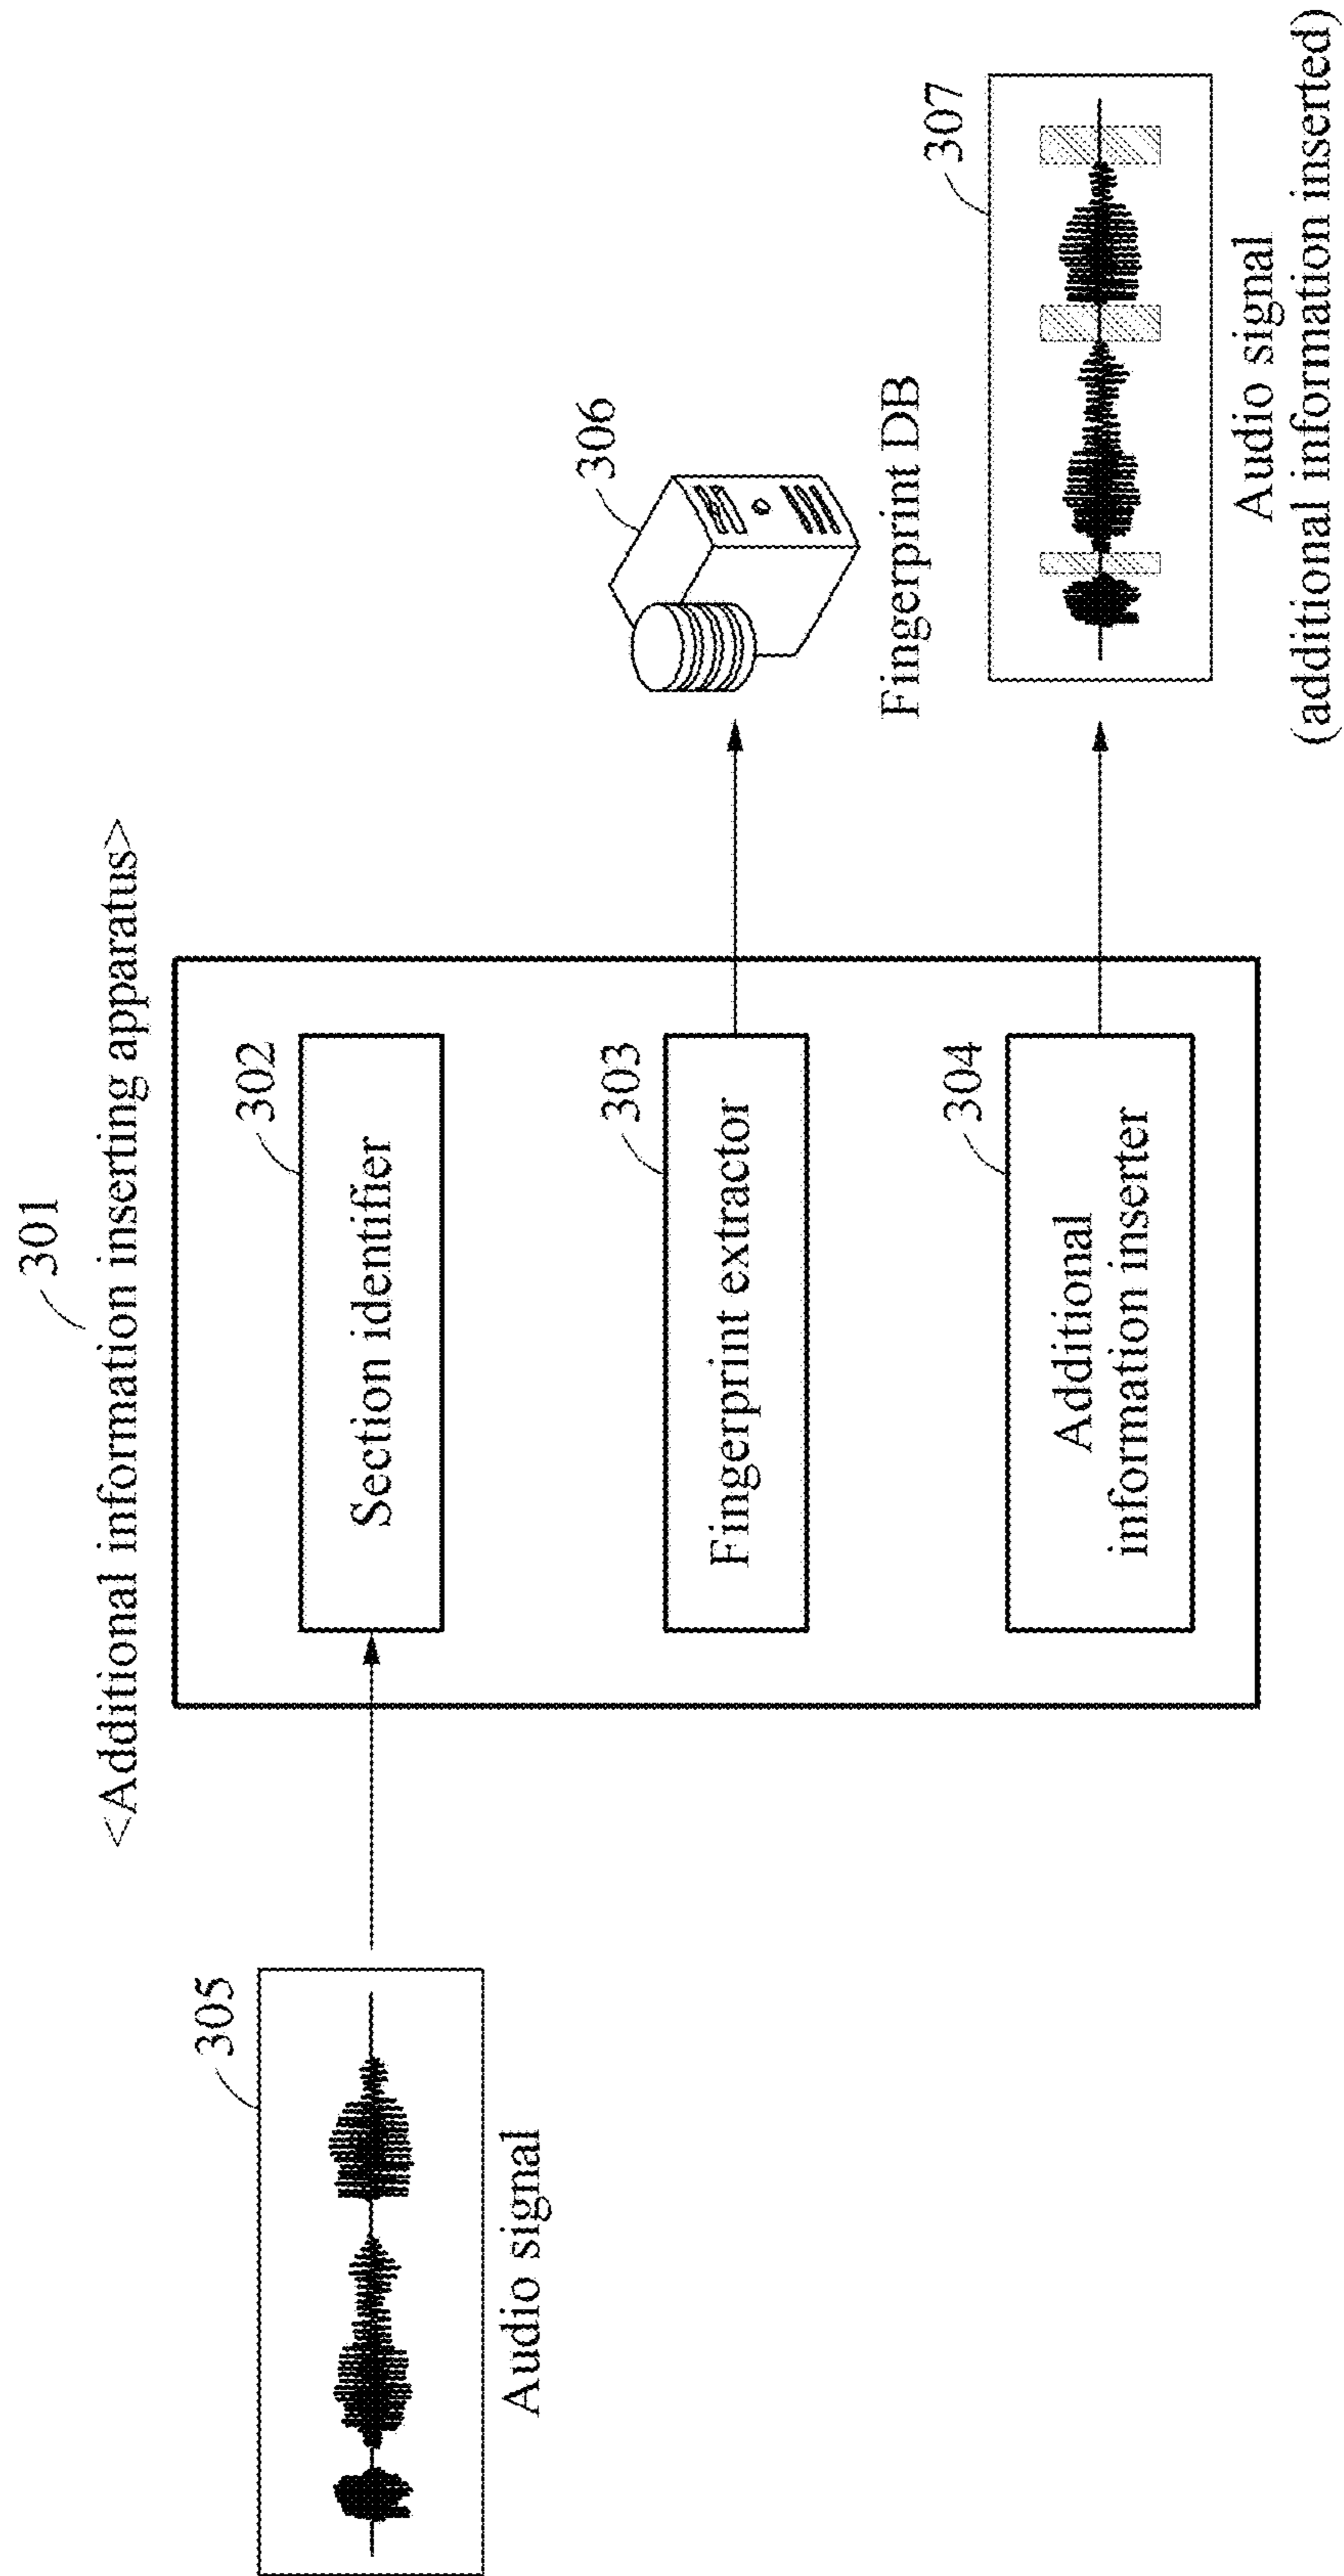 301
<Additional information inserting apparatus>
305
Audio signal
302
Section identifier
303
Fingerprint extractor
304
Additional
information inserter
306
Fingerprint DB
307
Audio signal
(additional information inserted)